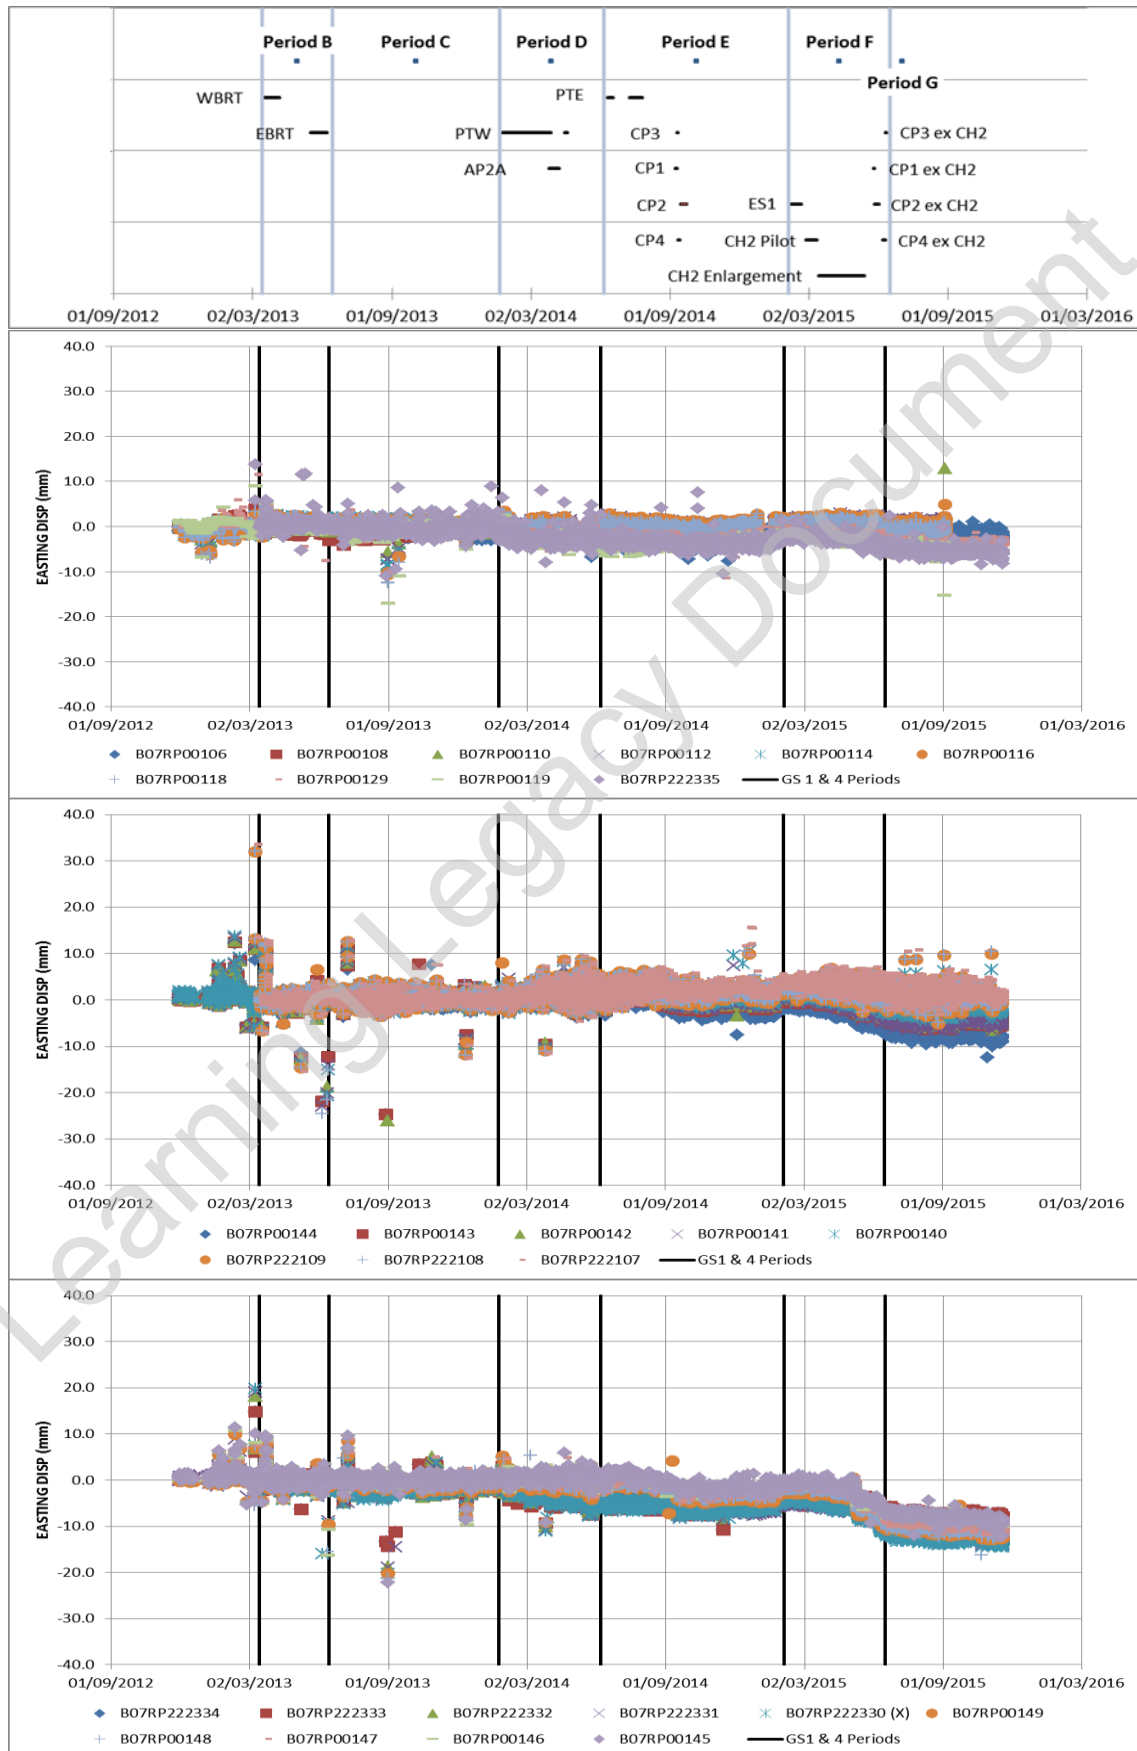 Period B Period C Period D Period E Period F
Period G
WBRT PTE
EBRT PTW CP3 CP3 ex CH2
AP2A CP1 CP1 ex CH2
CP2 ES1 CP2 ex CH2
CP4 CH2 Pilot CP4 ex CH2
CH2 Enlargement
01/09/2012 02/03/2013 01/09/2013 02/03/2014 01/09/2014 02/03/2015 01/09/2015 01/03/2016
EASTING DISP (mm)
40.0
30.0
20.0
10.0
0.0
-10.0
-20.0
-30.0
-40.0
01/09/2012 02/03/2013 01/09/2013 02/03/2014 01/09/2014 02/03/2015 01/09/2015 01/03/2016
B07RP00106 B07RP00108 B07RP00110 B07RP00112 B07RP00114 B07RP00116
B07RP00118 B07RP00129 B07RP00119 B07RP222335 GS 1 & 4 Periods
EASTING DISP (mm)
40.0
30.0
20.0
10.0
0.0
-10.0
-20.0
-30.0
-40.0
01/09/2012 02/03/2013 01/09/2013 02/03/2014 01/09/2014 02/03/2015 01/09/2015 01/03/2016
B07RP00144 B07RP00143 B07RP00142 B07RP00141 B07RP00140
B07RP222109 B07RP222108 B07RP222107 GS1 & 4 Periods
EASTING DISP (mm)
40.0
30.0
20.0
10.0
0.0
-10.0
-20.0
-30.0
-40.0
01/09/2012 02/03/2013 01/09/2013 02/03/2014 01/09/2014 02/03/2015 01/09/2015 01/03/2016
B07RP222334 B07RP222333 B07RP222332 B07RP222331 B07RP222330 (X) B07RP00149
B07RP00148 B07RP00147 B07RP00146 B07RP00145 GS1 & 4 Periods
Learning Legacy Document